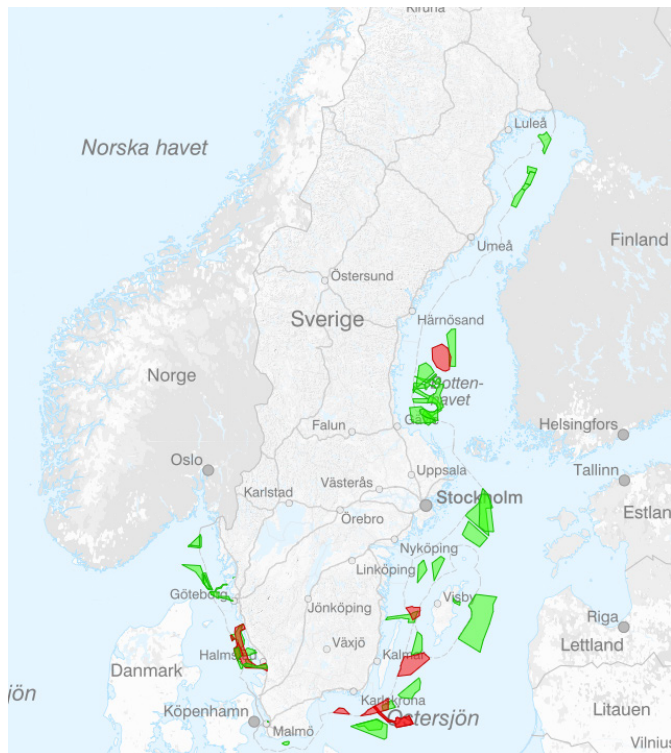 Kiruna
Luleå
Norska havet
Umeå
Finland
Östersund
Sverige
Härnösand
Norge
Botten-
havet
Gävle
Falun
Helsingfors
Oslo
Uppsala
Tallinn
Västerås
Karlstad
Stockholm
Estland
Örebro
Nyköping
Linköping
Göteborg
Visby
Jönköping
Riga
Lettland
Växjö
Halmstad
Kalmar
Danmark
sjön
Karlskrona
Litauen
Köpenhamn
Östersjön
Malmö
Vilnius